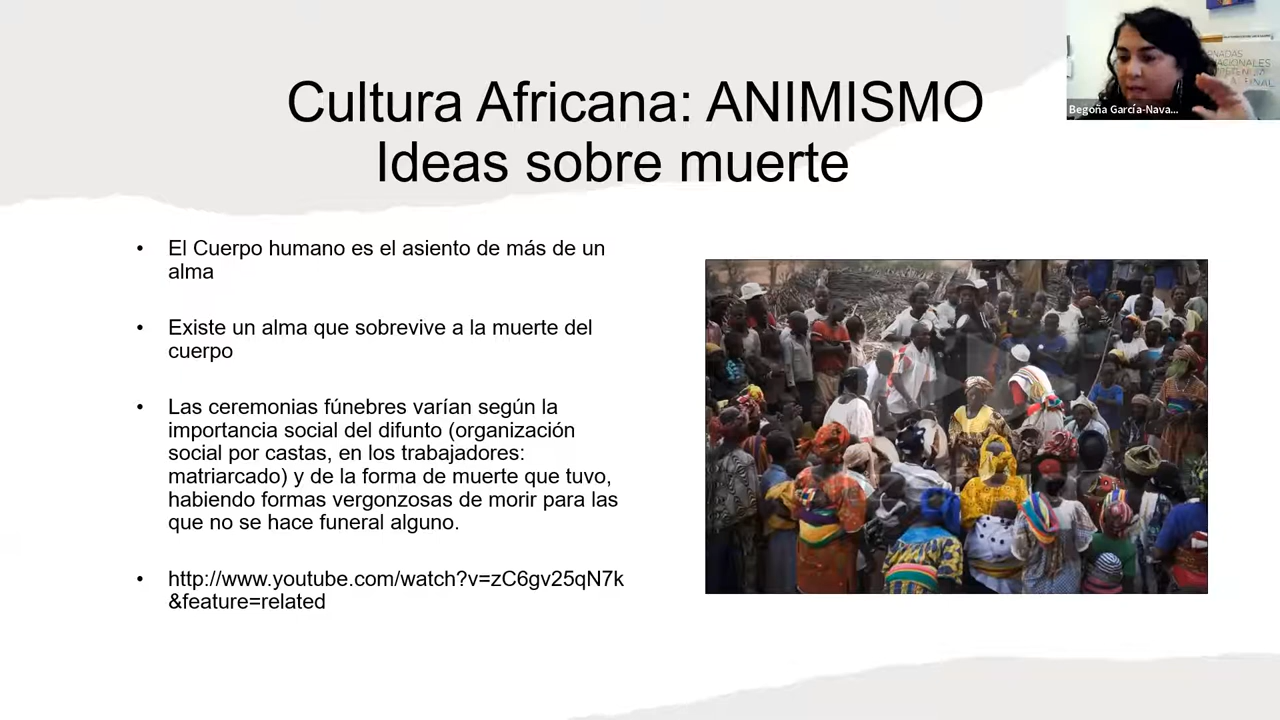 Cultura Africana: ANIMISMO
Ideas sobre muerte
• El Cuerpo humano es el asiento de más de un
alma
• Existe un alma que sobrevive a la muerte del
cuerpo
• Las ceremonias fúnebres varían según la
importancia social del difunto (organización
social por castas, en los trabajadores:
matriarcado) y de la forma de muerte que tuvo,
habiendo formas vergonzosas de morir para las
que no se hace funeral alguno.
• http://www.youtube.com/watch?v=zC6gv25qN7k
&feature=related
Begoña García-Nava...
FINAL